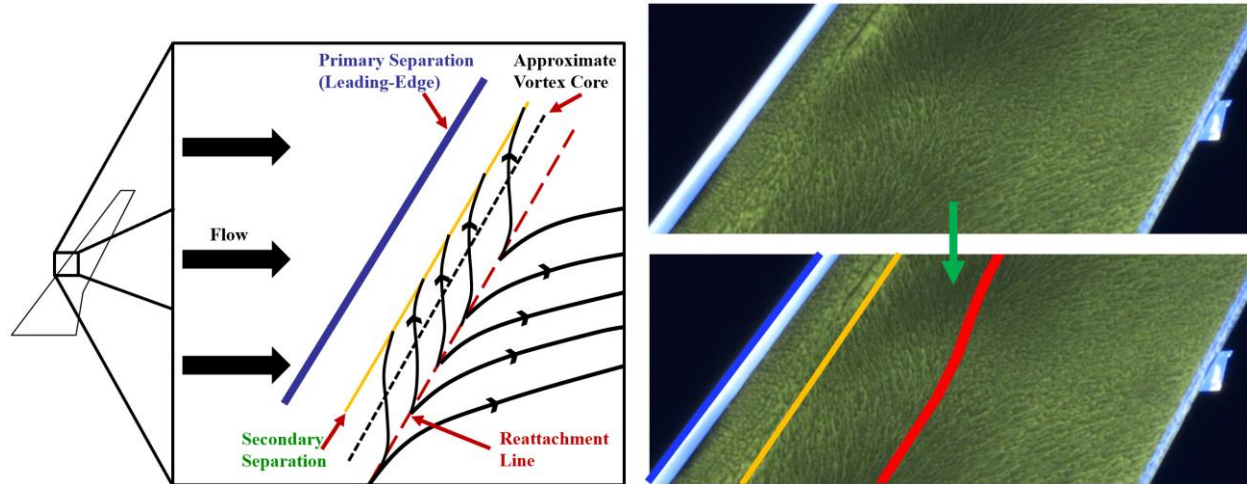 Primary Separation
(Leading-Edge)
Approximate
Vortex Core
Flow
Secondary
Separation
Reattachment
Line